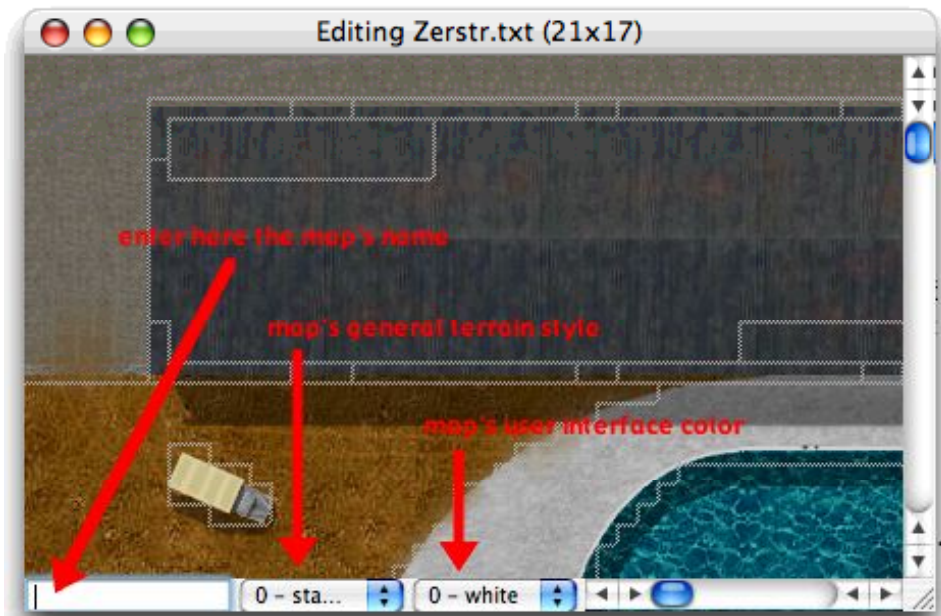 Editing Zerstr.txt (21x17)
enter here the map's name
map's general terrain style
map's user interface color
0 – sta...
0 – white